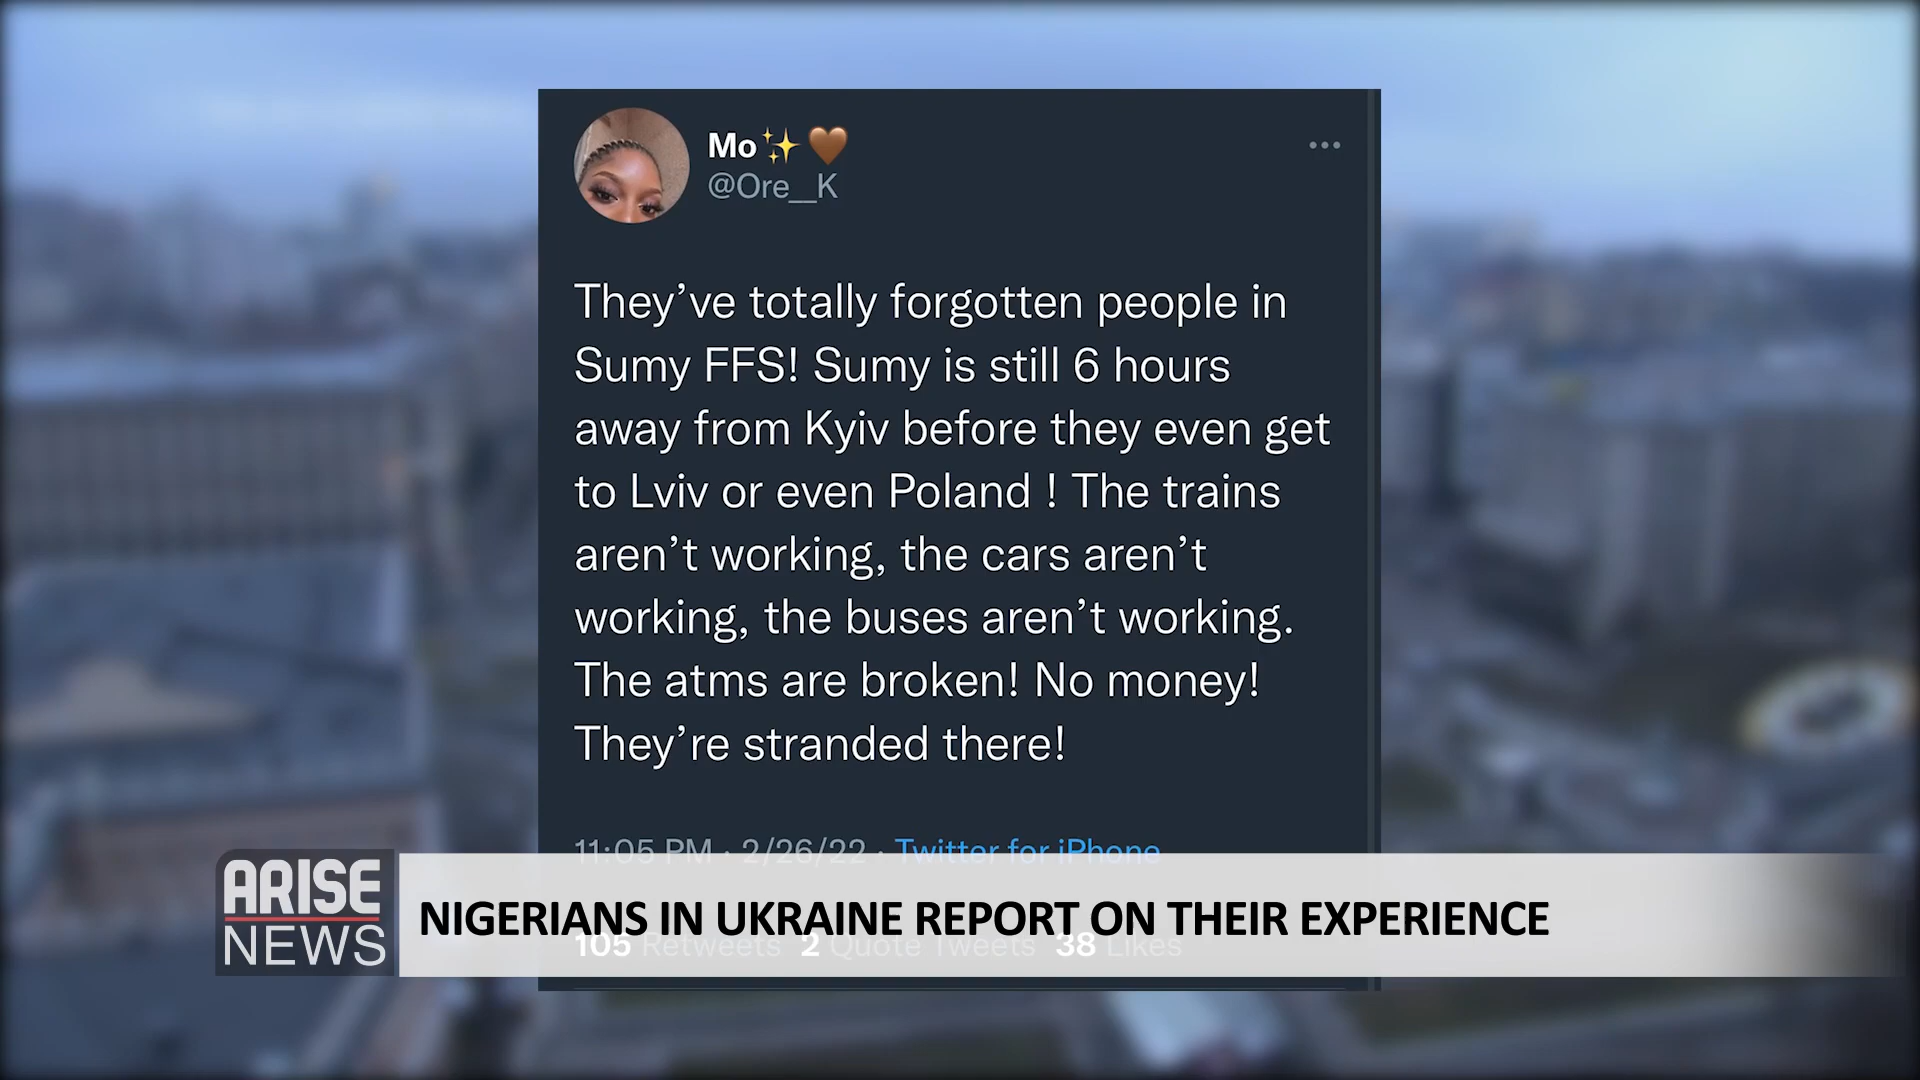 Mo✨🤎
@Ore__K
They’ve totally forgotten people in
Sumy FFS! Sumy is still 6 hours
away from Kyiv before they even get
to Lviv or even Poland ! The trains
aren’t working, the cars aren’t
working, the buses aren’t working.
The atms are broken! No money!
They’re stranded there!
11:05 PM · 2/26/22 · Twitter for iPhone
ARISE
NEWS
NIGERIANS IN UKRAINE REPORT ON THEIR EXPERIENCE
105 Retweets 2 Quote Tweets 38 Likes